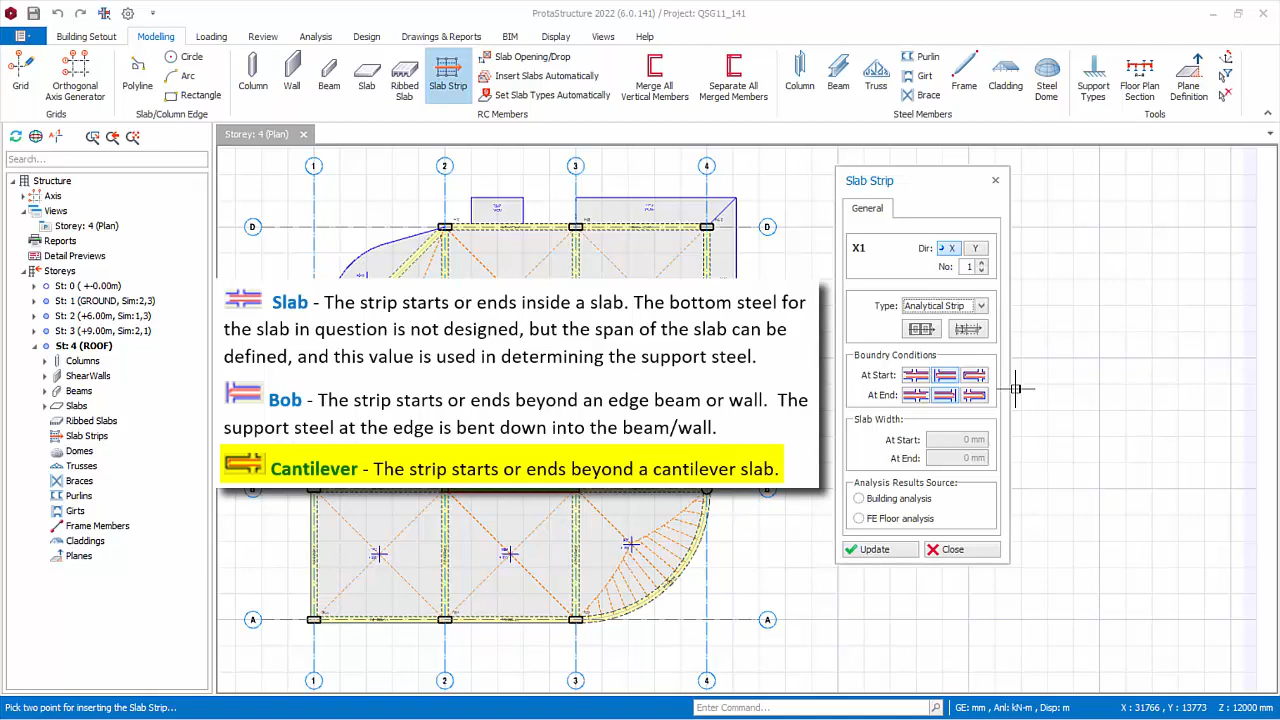 ProtaStructure 2022 (6.0.141) / Project: QSG11_141
Building Setout Modelling Loading Review Analysis Design Drawings & Reports BIM Display Views Help
Grid
Orthogonal
Axis Generator
Grids
Polyline
Circle
Arc
Rectangle
Slab/Column Edge
Column
Wall
Beam
Slab
Ribbed
Slab
Slab Strip
Slab Opening/Drop
Insert Slabs Automatically
Set Slab Types Automatically
Merge All
Vertical Members
Separate All
Merged Members
RC Members
Column
Beam
Truss
Purlin
Girt
Brace
Frame
Cladding
Steel
Dome
Steel Members
Support
Types
Floor Plan
Section
Plane
Definition
Tools
Search...
Structure
Axis
Views
Storey: 4 (Plan)
Reports
Detail Previews
Storeys
St: 0 ( +-0.00m)
St: 1 (GROUND, Sim:2,3)
St: 2 (+6.00m, Sim:1,3)
St: 3 (+9.00m, Sim:2,1)
St: 4 (ROOF)
Columns
ShearWalls
Beams
Slabs
Ribbed Slabs
Slab Strips
Domes
Trusses
Braces
Purlins
Girts
Frame Members
Claddings
Planes
Storey: 4 (Plan)
1 2 3 4
D D
Slab - The strip starts or ends inside a slab. The bottom steel for
the slab in question is not designed, but the span of the slab can be
defined, and this value is used in determining the support steel.
Bob - The strip starts or ends beyond an edge beam or wall. The
support steel at the edge is bent down into the beam/wall.
Cantilever - The strip starts or ends beyond a cantilever slab.
A A
1 2 3 4
Slab Strip
General
X1
Dir: X Y
No: 1
Type: Analytical Strip
Boundry Conditions
At Start:
At End:
Slab Width:
At Start: 0 mm
At End: 0 mm
Analysis Results Source:
Building analysis
FE Floor analysis
Update Close
Pick two point for inserting the Slab Strip...
Enter Command...
GE: mm , Anl: kN-m , Disp: m
X : 31766 , Y : 13773
Z : 12000 mm